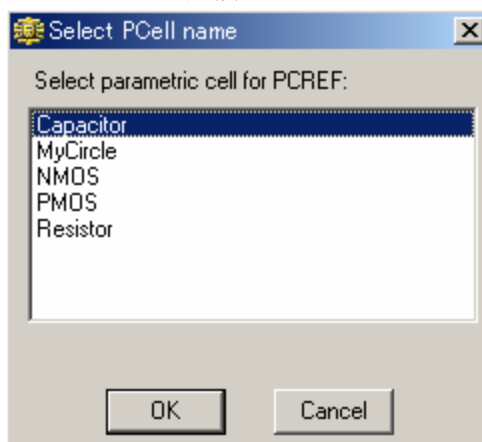 Select PCell name
Select parametric cell for PCREF:
Capacitor
MyCircle
NMOS
PMOS
Resistor
OK
Cancel